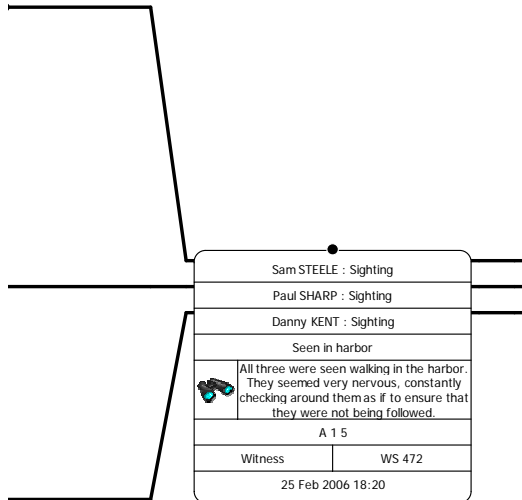 Sam STEELE : Sighting
Paul SHARP : Sighting
Danny KENT : Sighting
Seen in harbor
All three were seen walking in the harbor.
They seemed very nervous, constantly
checking around them as if to ensure that
they were not being followed.
A 1 5
Witness WS 472
25 Feb 2006 18:20